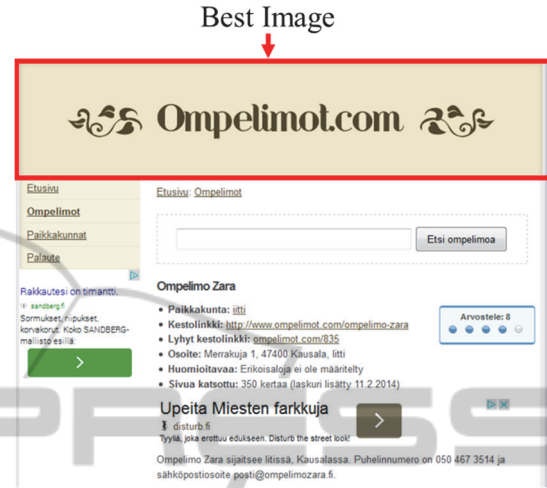 Best Image
Ompelimot.com
Etusivu
Ompelimot
Paikkakunnat
Palaute
Rakkautesi on timantti.
sandberg.fi
Sormukset, riipukset,
korvakorut. Koko SANDBERG-
mallisto esillä.
Etusivu: Ompelimot
Etsi ompelimoa
Ompelimo Zara
• Paikkakunta: iitti
• Kestolinkki: http://www.ompelimot.com/ompelimo-zara
• Lyhyt kestolinkki: ompelimot.com/835
• Osoite: Merrakuja 1, 47400 Kausala, Iitti
• Huomioitavaa: Erikoisaloja ei ole määritelty
• Sivua katsottu: 350 kertaa (laskuri lisätty 11.2.2014)
Arvostele: 8
Upeita Miesten farkkuja
disturb.fi
Tyyliä, joka erottuu edukseen. Disturb the street look!
Ompelimo Zara sijaitsee Iitissä, Kausalassa. Puhelinnumero on 050 467 3514 ja
sähköpostiosoite posti@ompelimozara.fi.